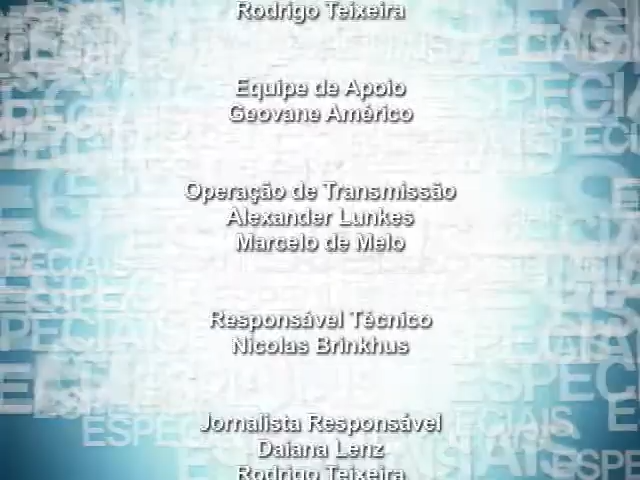 Rodrigo Teixeira
Equipe de Apoio
Geovane Américo
Operação de Transmissão
Alexander Lunkes
Marcelo de Melo
Responsável Técnico
Nicolas Brinkhus
Jornalista Responsável
Daiana Lenz
Rodrigo Teixeira
ESPECIAIS